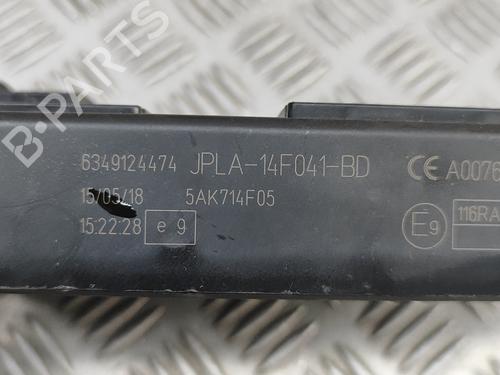 B-PARTS
6349124474 JPLA-14F041-BD CE A0076
15/05/18 5AK714F05
15:22:28 e 9 E9 116RA